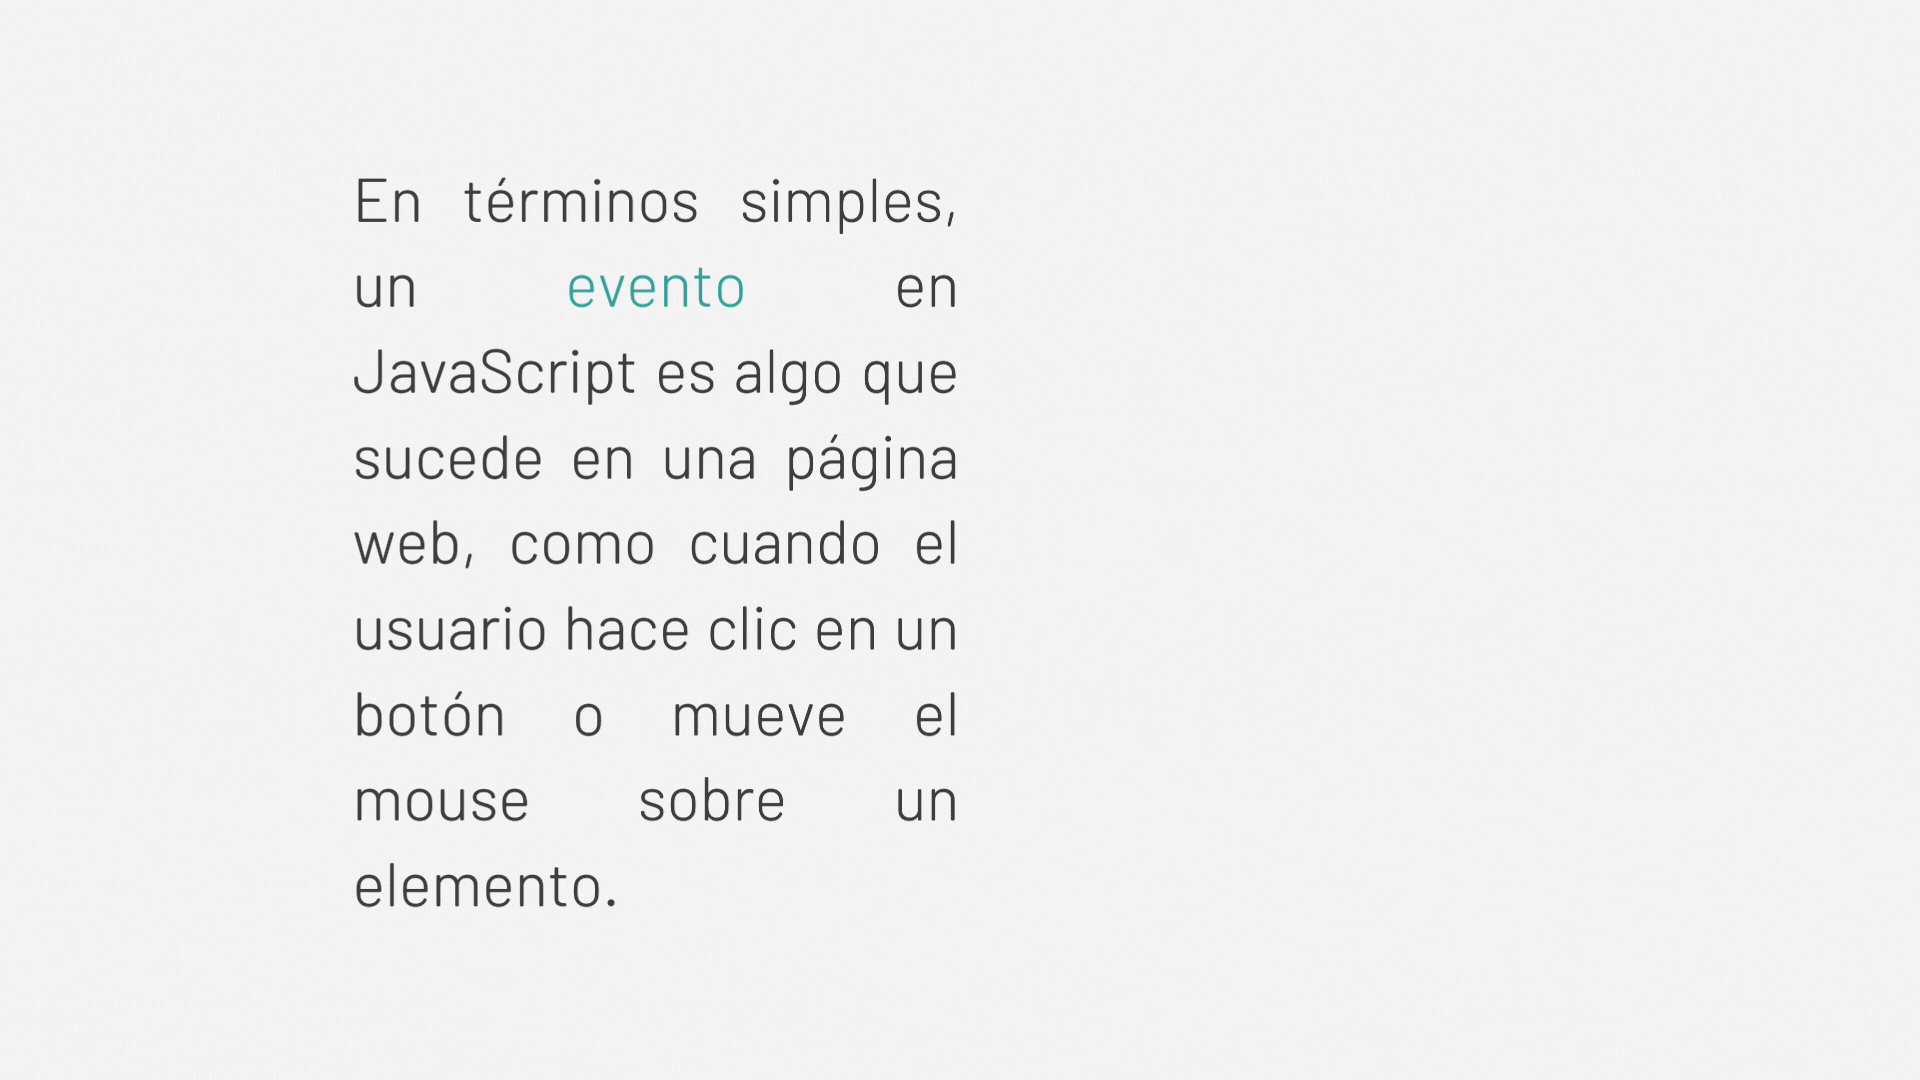 En términos simples,
un evento en
JavaScript es algo que
sucede en una página
web, como cuando el
usuario hace clic en un
botón o mueve el
mouse sobre un
elemento.